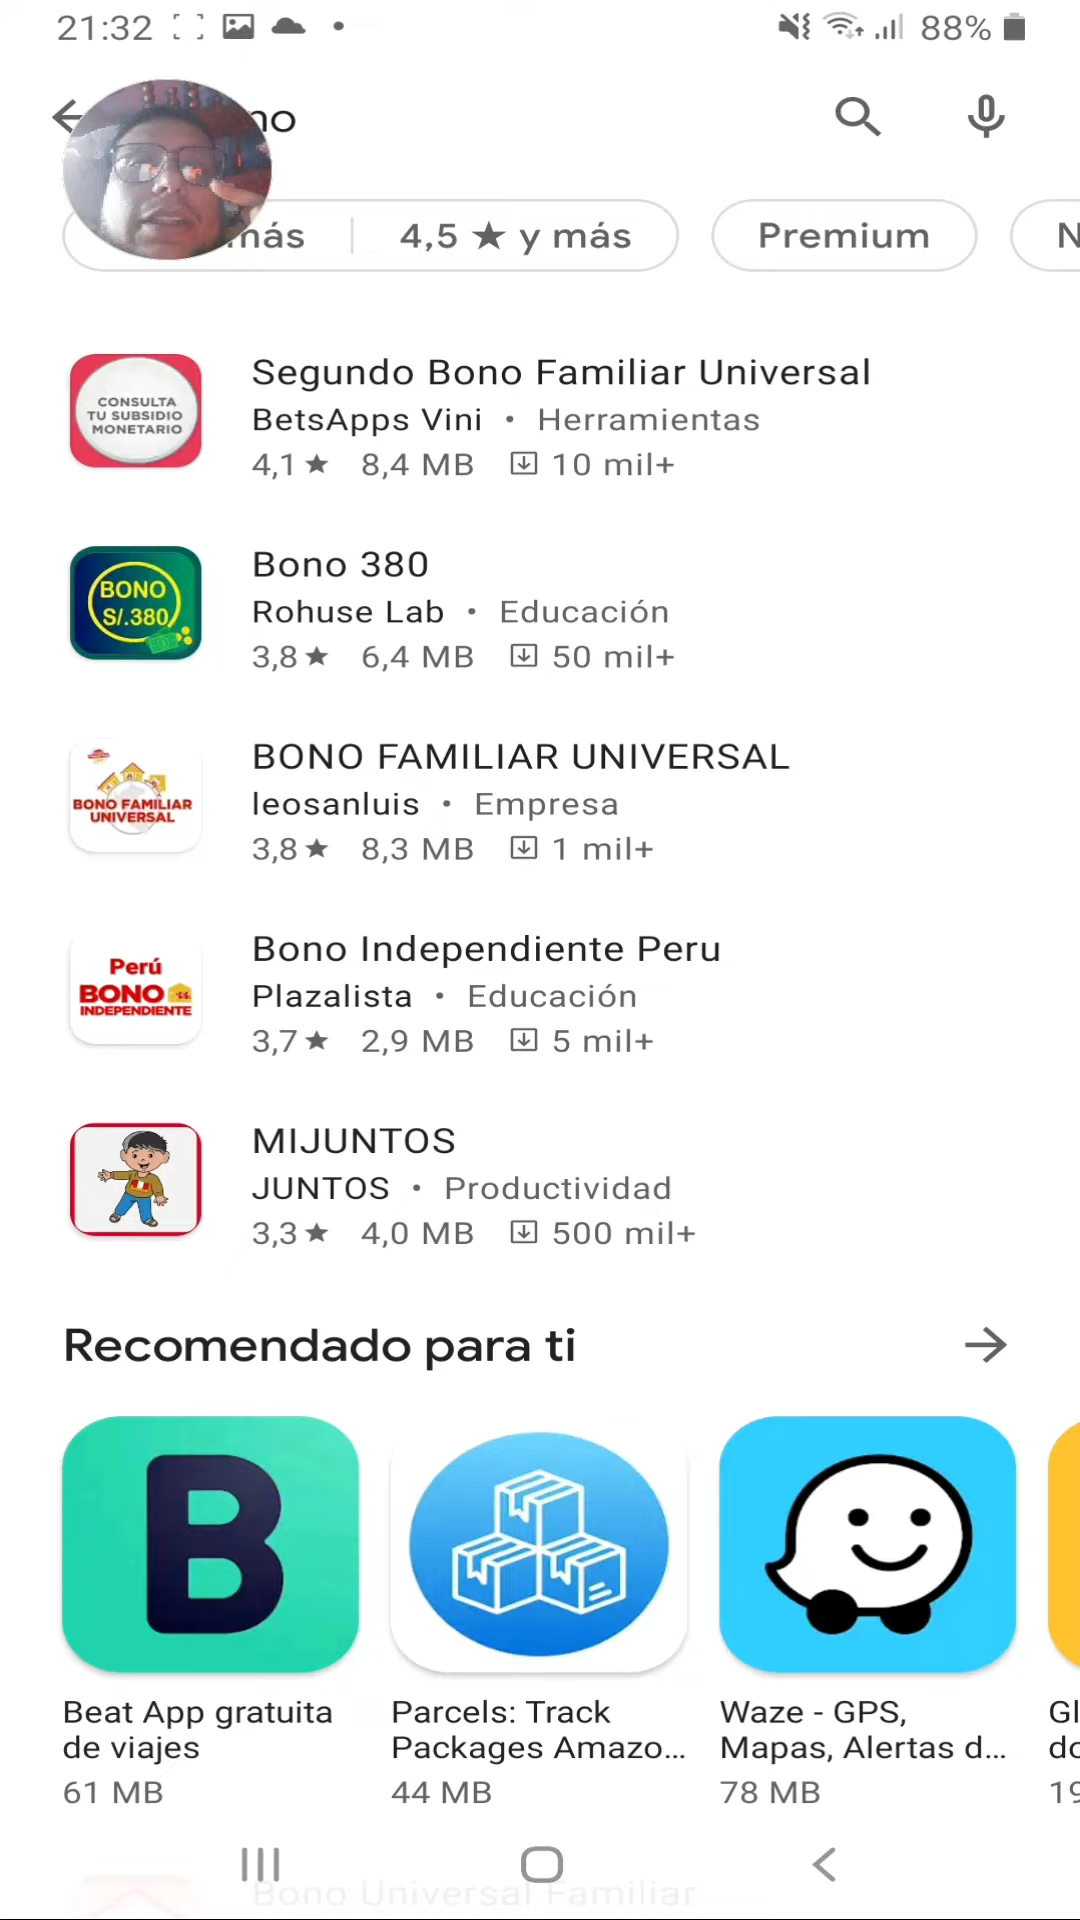 21:32
88%
no
más
4,5 ★ y más
Premium
N
CONSULTA
TU SUBSIDIO
MONETARIO
Segundo Bono Familiar Universal
BetsApps Vini • Herramientas
4,1 ★ 8,4 MB 10 mil+
BONO
S/.380
Bono 380
Rohuse Lab • Educación
3,8 ★ 6,4 MB 50 mil+
BONO FAMILIAR
UNIVERSAL
BONO FAMILIAR UNIVERSAL
leosanluis • Empresa
3,8 ★ 8,3 MB 1 mil+
Perú
BONO
INDEPENDIENTE
Bono Independiente Peru
Plazalista • Educación
3,7 ★ 2,9 MB 5 mil+
MIJUNTOS
JUNTOS • Productividad
3,3 ★ 4,0 MB 500 mil+
Recomendado para ti
B
Beat App gratuita
de viajes
61 MB
Parcels: Track
Packages Amazo...
44 MB
Waze - GPS,
Mapas, Alertas d...
78 MB
Gl
do
19
Bono Universal Familiar